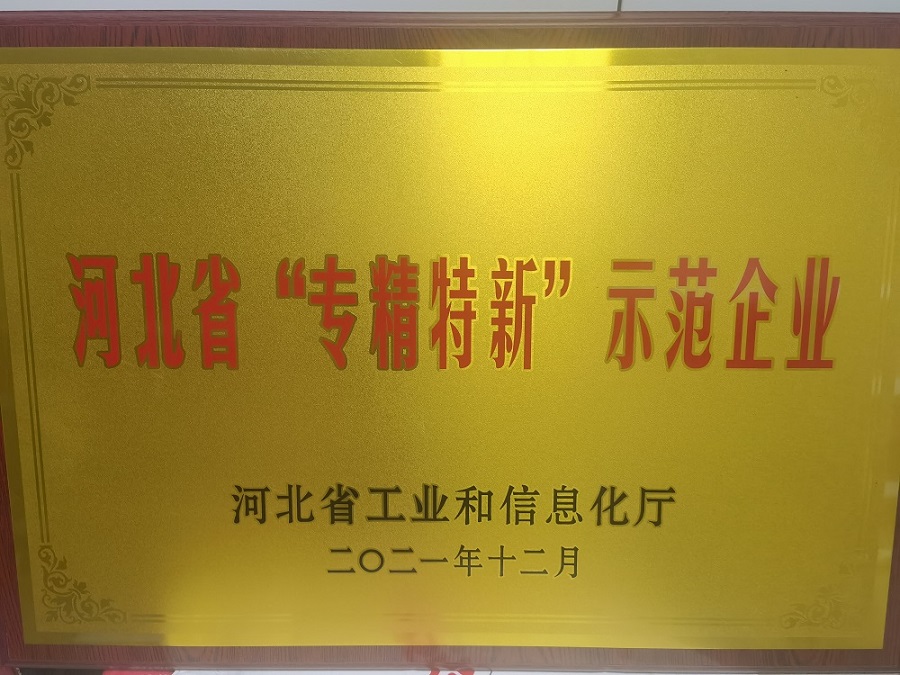 河北省“专精特新”示范企业
河北省工业和信息化厅
二〇二一年十二月